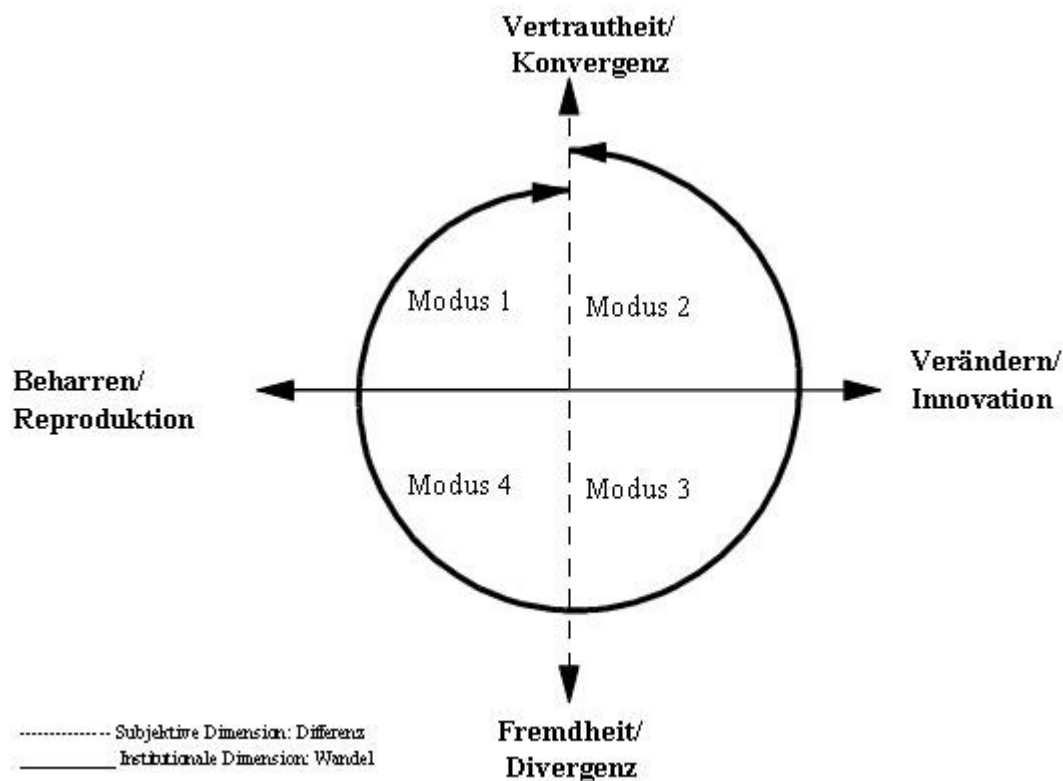 Vertrautheit/
Konvergenz
Modus 1
Modus 2
Beharren/
Reproduktion
Verändern/
Innovation
Modus 4
Modus 3
Fremdheit/
Divergenz
Subjektive Dimension: Differenz
Institutionale Dimension: Wandel